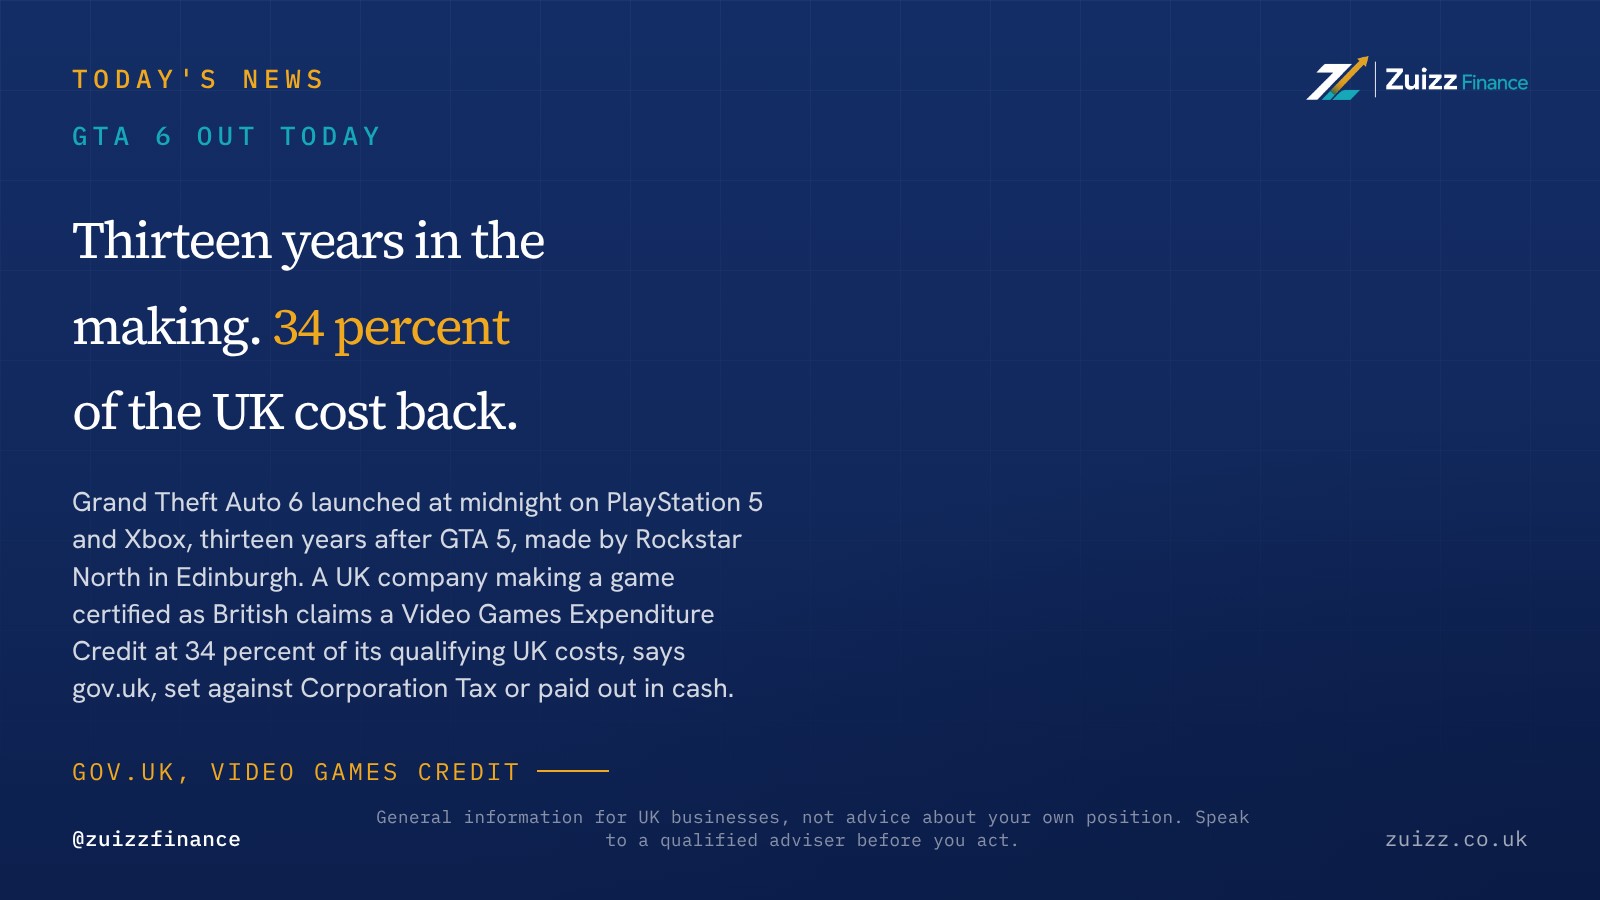 TODAY'S NEWS
Zuizz Finance
GTA 6 OUT TODAY
Thirteen years in the
making. 34 percent
of the UK cost back.
Grand Theft Auto 6 launched at midnight on PlayStation 5
and Xbox, thirteen years after GTA 5, made by Rockstar
North in Edinburgh. A UK company making a game
certified as British claims a Video Games Expenditure
Credit at 34 percent of its qualifying UK costs, says
gov.uk, set against Corporation Tax or paid out in cash.
GOV.UK, VIDEO GAMES CREDIT
General information for UK businesses, not advice about your own position. Speak
to a qualified adviser before you act.
@zuizzfinance
zuizz.co.uk